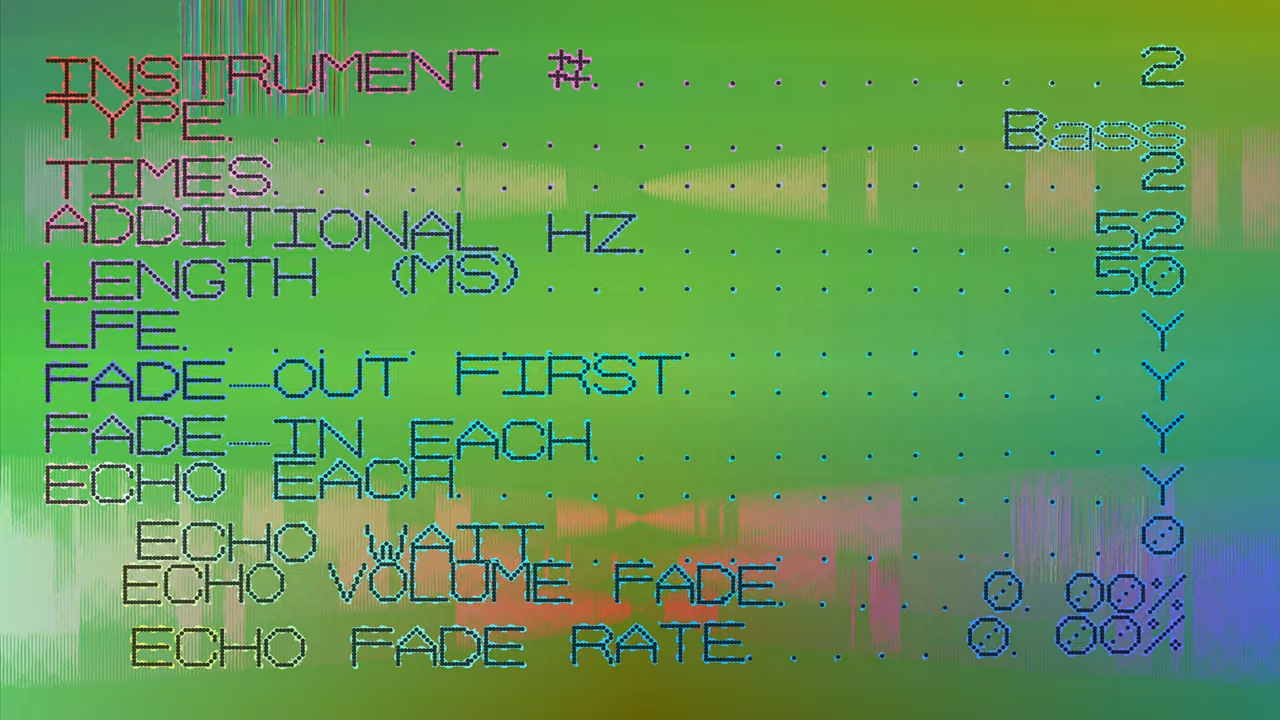 INSTRUMENT #. . . . . . . . . . . . 2
TYPE. . . . . . . . . . . . . . . . . Bass
TIMES. . . . . . . . . . . . . . . . . . . 2
ADDITIONAL HZ. . . . . . . . . . 52
LENGTH (MS) . . . . . . . . . . . . 50
LFE. . . . . . . . . . . . . . . . . . . . . Y
FADE-OUT FIRST. . . . . . . . . . Y
FADE-IN EACH. . . . . . . . . . . . Y
ECHO EACH. . . . . . . . . . . . . . . Y
ECHO WAIT. . . . . . . . . . . . . 0
ECHO VOLUME FADE. . . . . 0. 00%
ECHO FADE RATE. . . . . 0. 00%